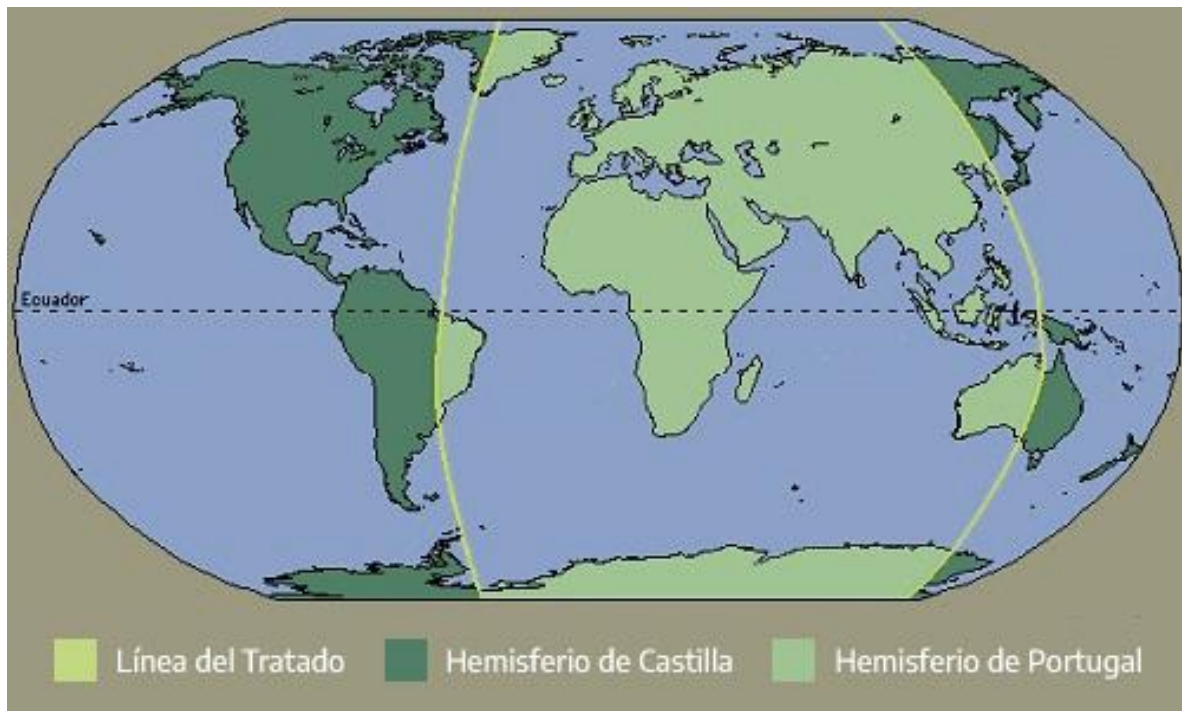 Ecuador
Línea del Tratado
Hemisferio de Castilla
Hemisferio de Portugal